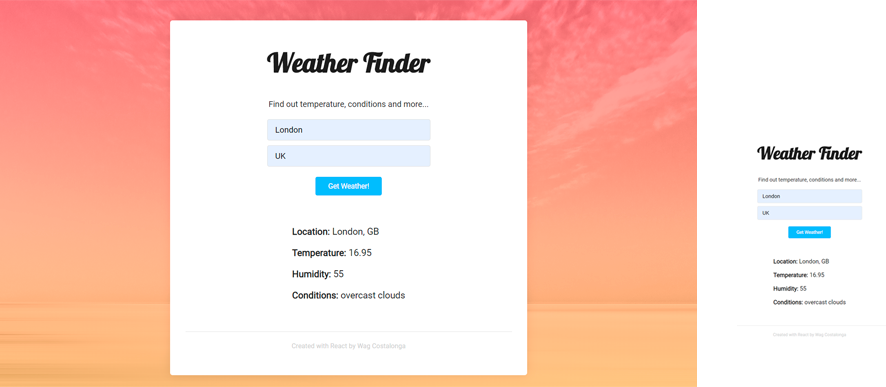 Weather Finder
Find out temperature, conditions and more...
London
UK
Get Weather!
Location: London, GB
Temperature: 16.95
Humidity: 55
Conditions: overcast clouds
Created with React by Wag Costalonga
Weather Finder
Find out temperature, conditions and more...
London
UK
Get Weather!
Location: London, GB
Temperature: 16.95
Humidity: 55
Conditions: overcast clouds
Created with React by Wag Costalonga